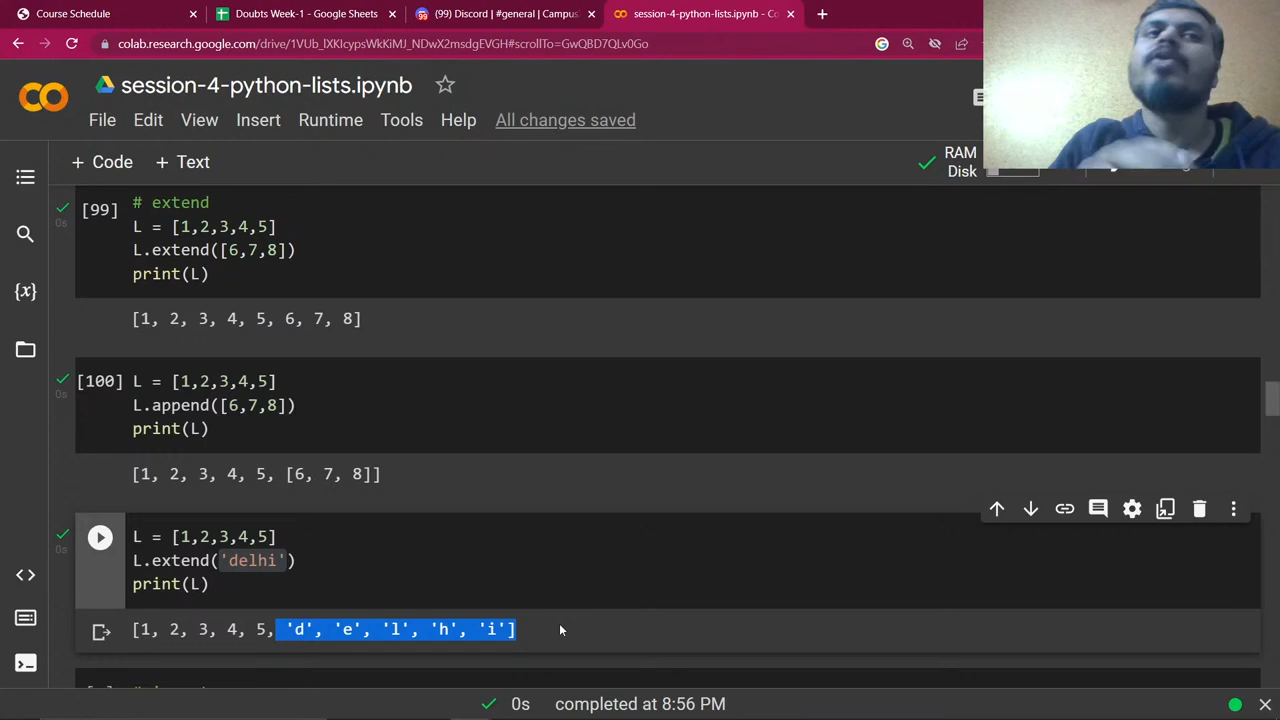 Course Schedule
Doubts Week-1 - Google Sheets
(99) Discord | #general | Campus
session-4-python-lists.ipynb - Co
colab.research.google.com/drive/1VUb_lXKIcypsWkKiMJ_NDwX2msdgEVGH#scrollTo=GwQBD7QLv0Go
session-4-python-lists.ipynb
File Edit View Insert Runtime Tools Help All changes saved
+ Code + Text
RAM
Disk
[99] # extend
0s
L = [1,2,3,4,5]
L.extend([6,7,8])
print(L)
[1, 2, 3, 4, 5, 6, 7, 8]
[100] L = [1,2,3,4,5]
0s
L.append([6,7,8])
print(L)
[1, 2, 3, 4, 5, [6, 7, 8]]
L = [1,2,3,4,5]
0s
L.extend('delhi')
print(L)
[1, 2, 3, 4, 5, 'd', 'e', 'l', 'h', 'i']
0s completed at 8:56 PM